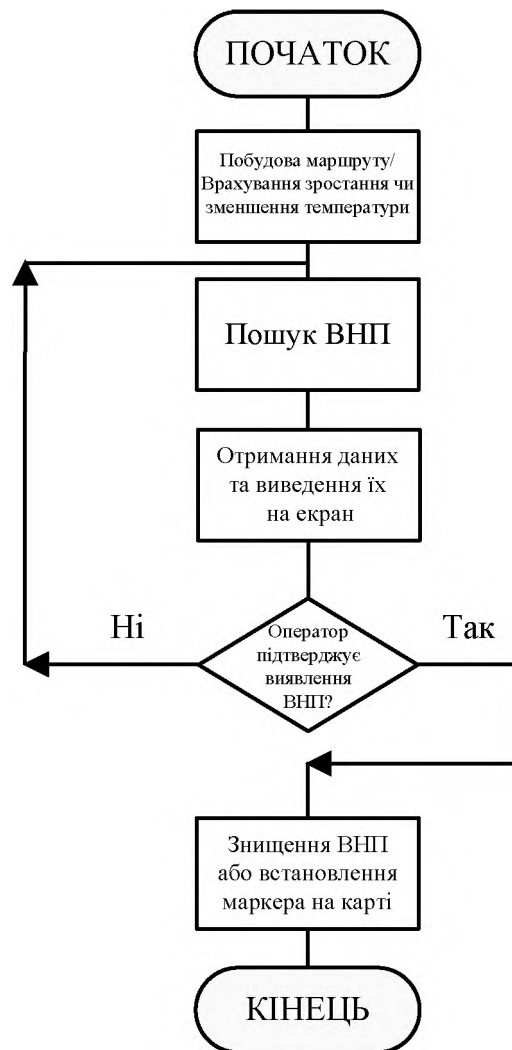 ПОЧАТОК
Побудова маршруту/
Врахування зростання чи
зменшення температури
Пошук ВНП
Отримання даних
та виведення їх
на екран
Ні
Так
Оператор
підтверджує
виявлення
ВНП?
Знищення ВНП
або встановлення
маркера на карті
КІНЕЦЬ